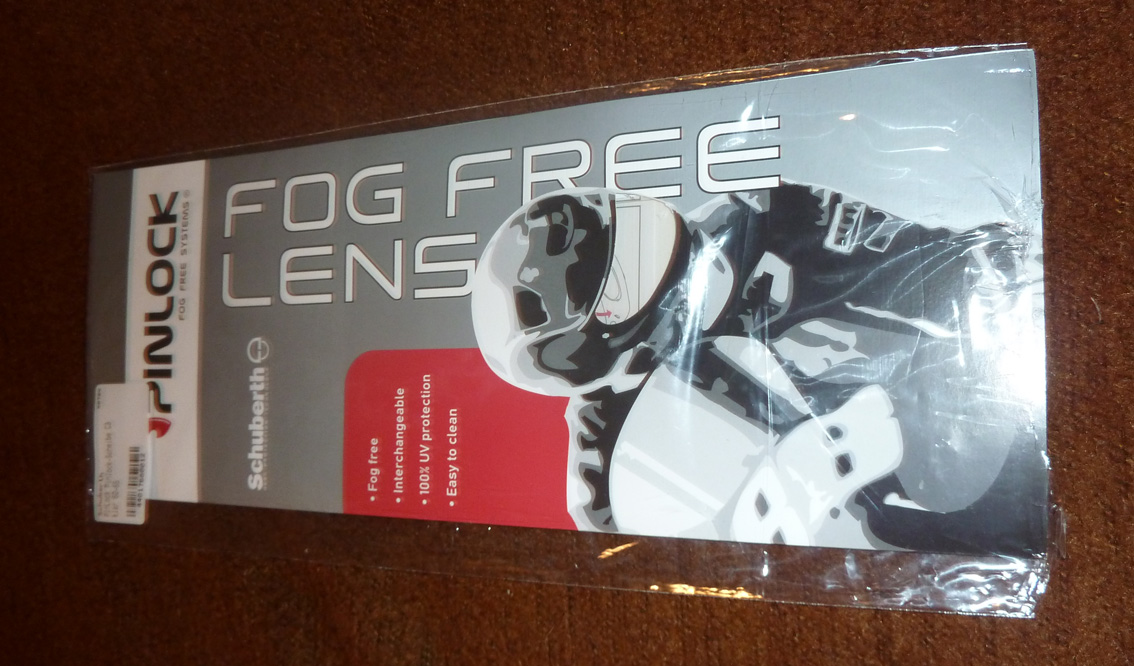 FOG FREE
LENS
PINLOCK
FOG FREE SYSTEMS ®
Schuberth
• Fog free
• Interchangeable
• 100% UV protection
• Easy to clean